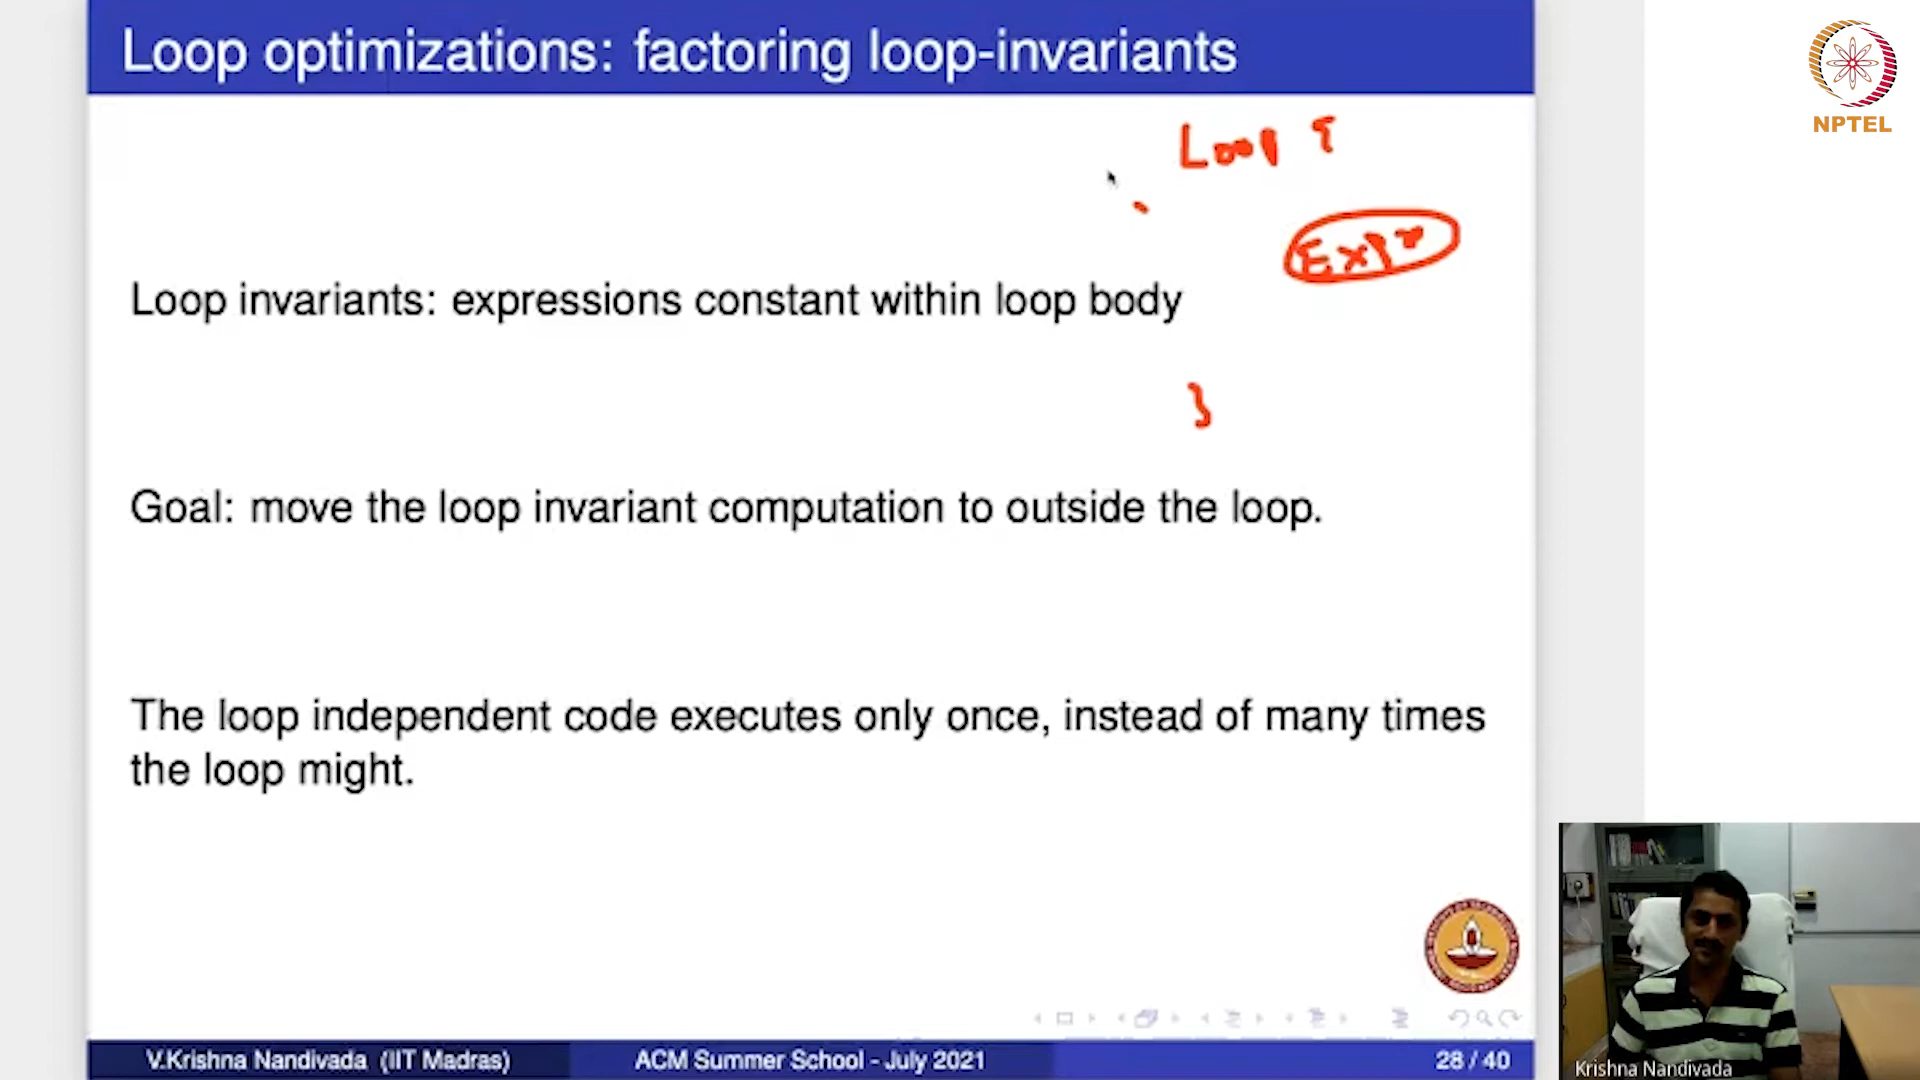 Loop optimizations: factoring loop-invariants
NPTEL
Loop {
Expr
Loop invariants: expressions constant within loop body
}
Goal: move the loop invariant computation to outside the loop.
The loop independent code executes only once, instead of many times
the loop might.
V.Krishna Nandivada (IIT Madras)
ACM Summer School - July 2021
28 / 40
Krishna Nandivada